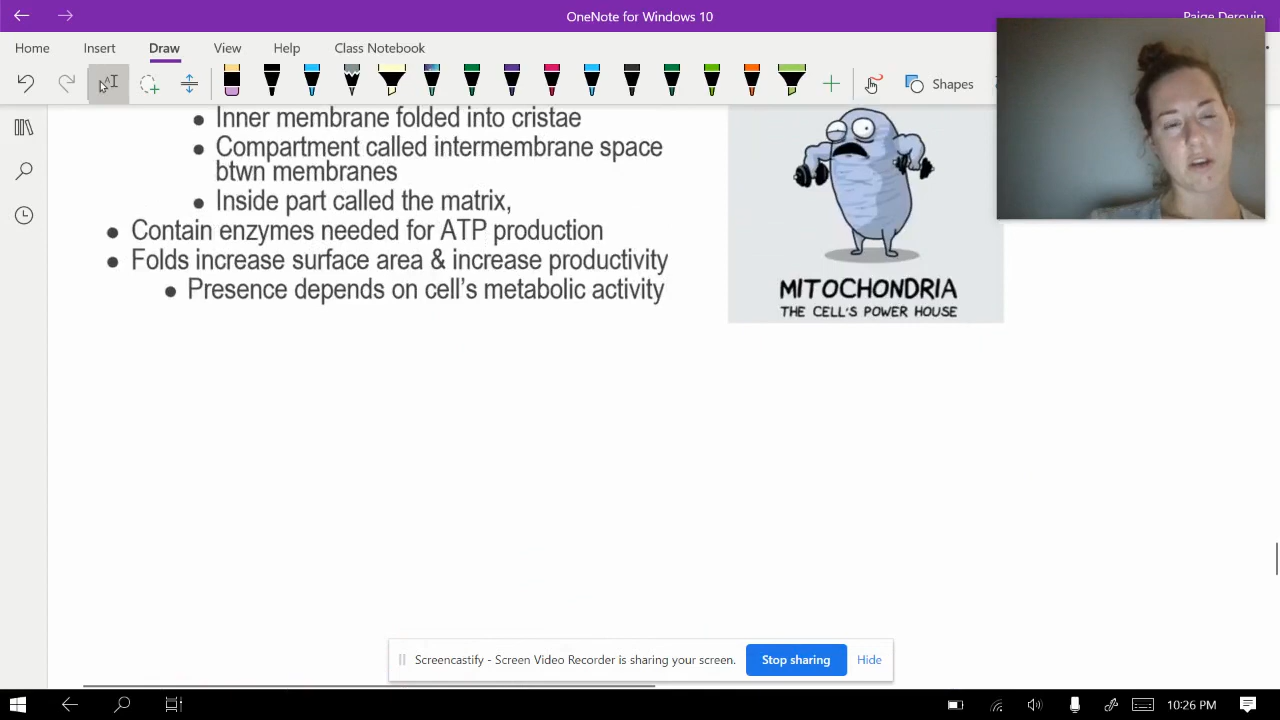 OneNote for Windows 10
Paige Derouin
Home Insert Draw View Help Class Notebook
Shapes
Inner membrane folded into cristae
Compartment called intermembrane space
btwn membranes
Inside part called the matrix,
Contain enzymes needed for ATP production
Folds increase surface area & increase productivity
Presence depends on cell's metabolic activity
MITOCHONDRIA
THE CELL'S POWER HOUSE
Screencastify - Screen Video Recorder is sharing your screen. Stop sharing Hide
10:26 PM